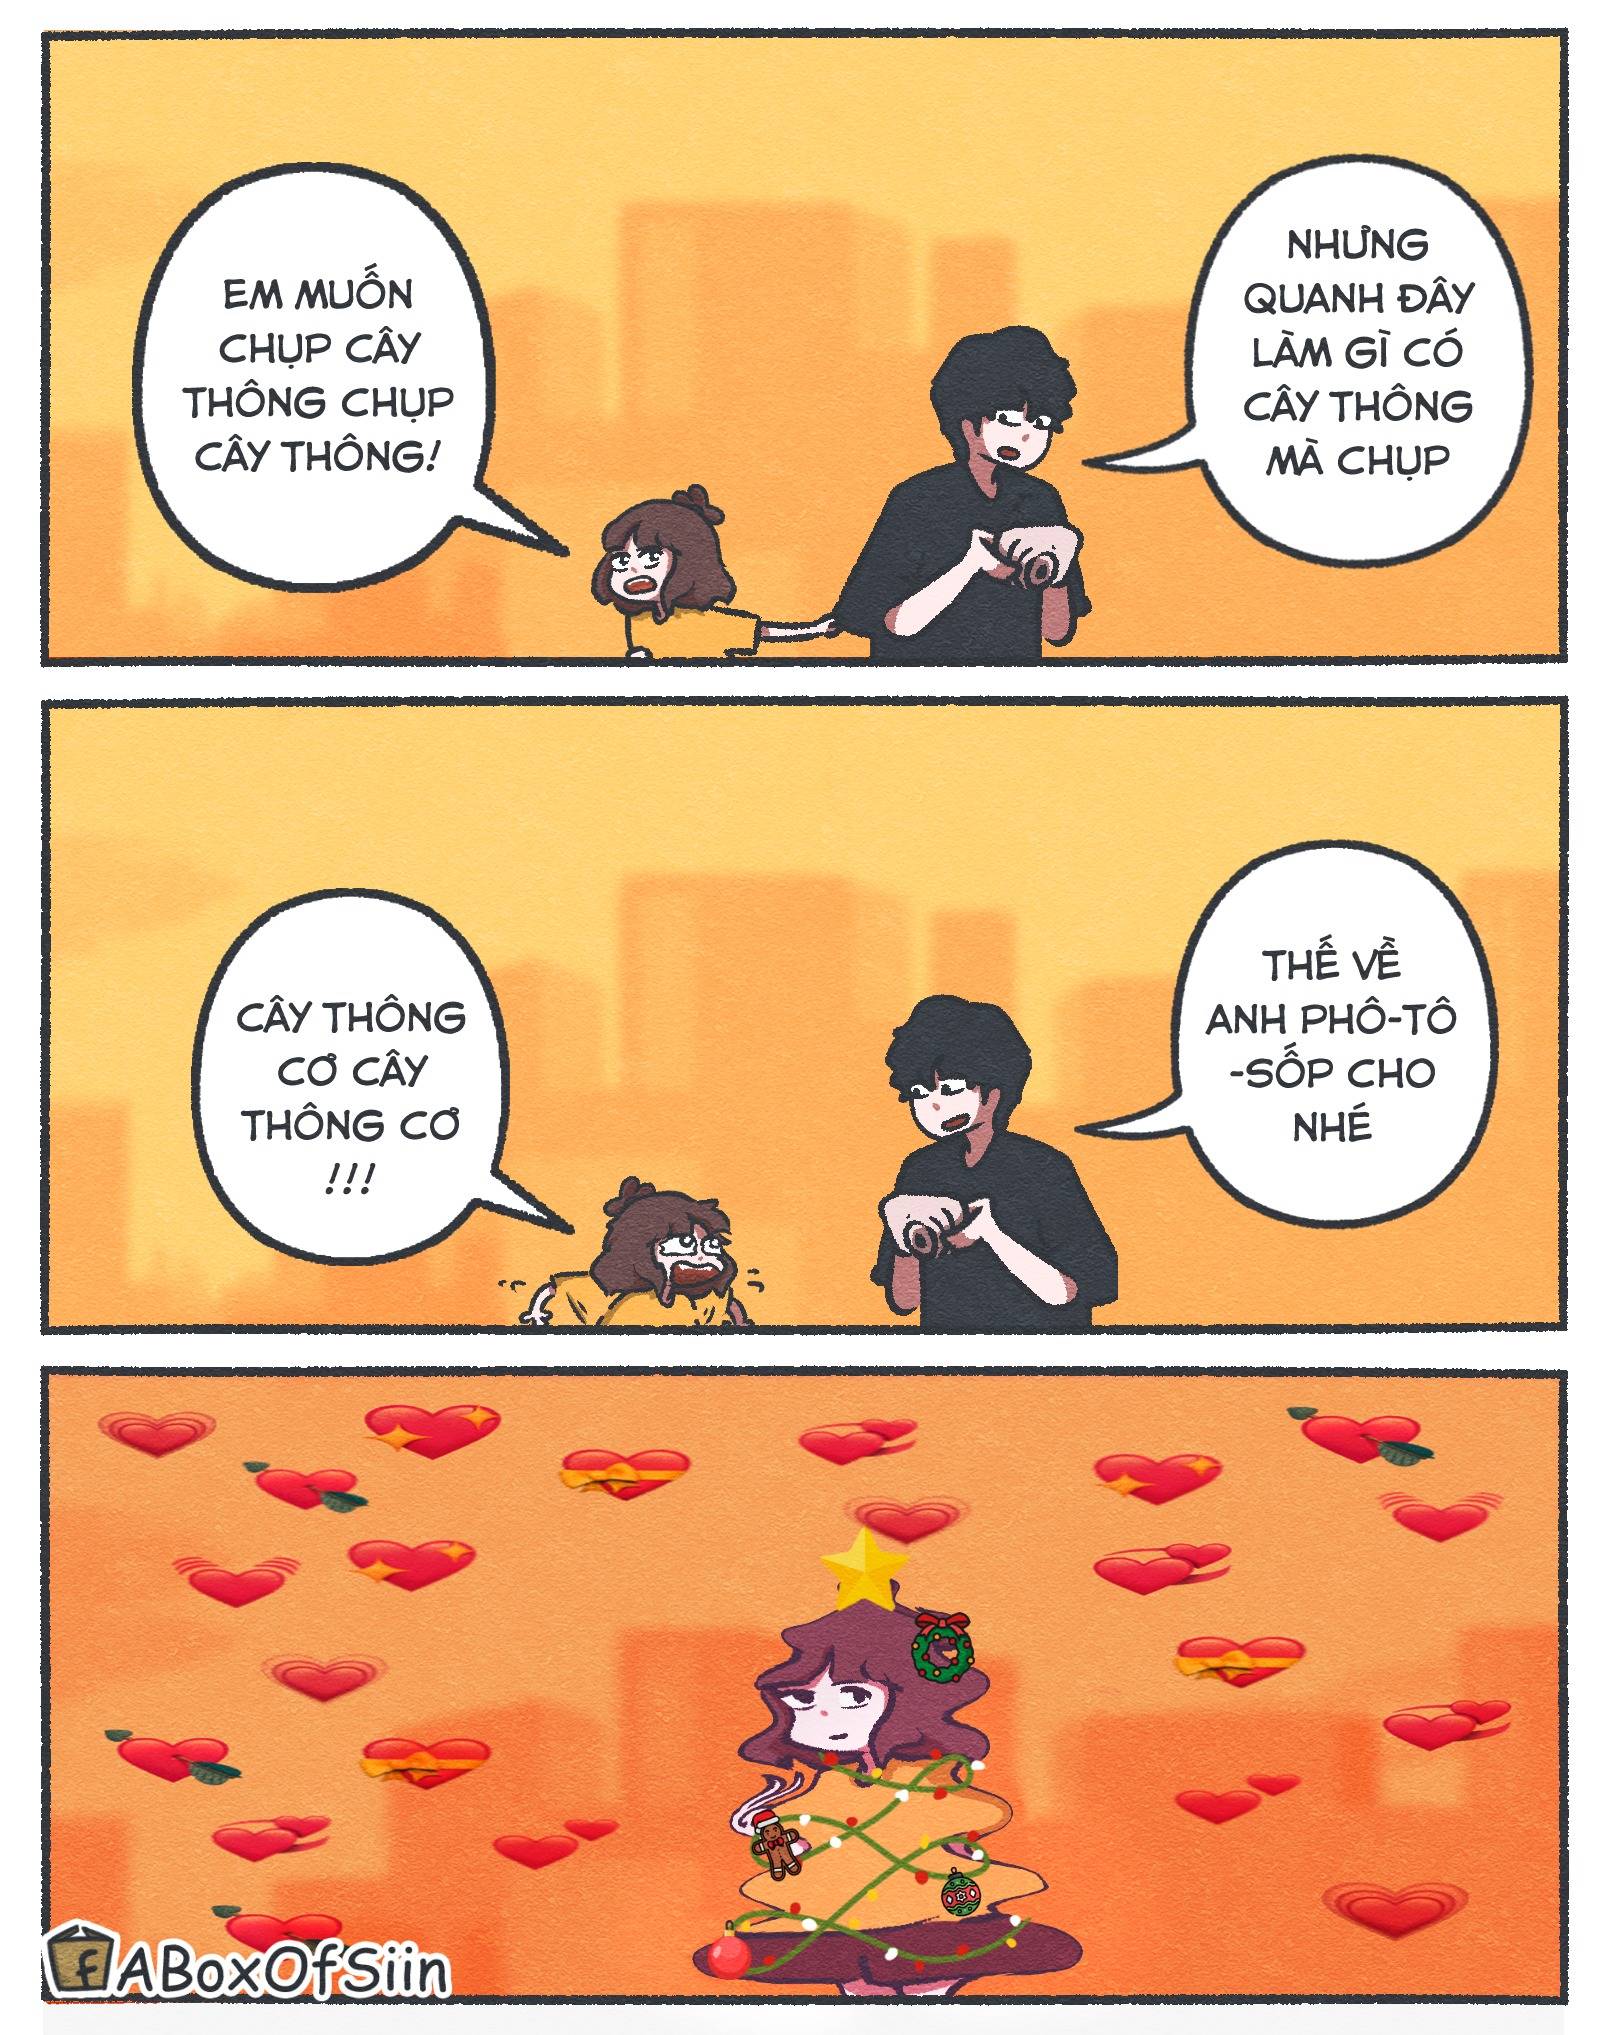 EM MUỐN
CHỤP CÂY
THÔNG CHỤP
CÂY THÔNG!
NHƯNG
QUANH ĐÂY
LÀM GÌ CÓ
CÂY THÔNG
MÀ CHỤP
CÂY THÔNG
CƠ CÂY
THÔNG CƠ
!!!
THẾ VỀ
ANH PHÔ-TÔ
-SỐP CHO
NHÉ
f ABoxOfSiin